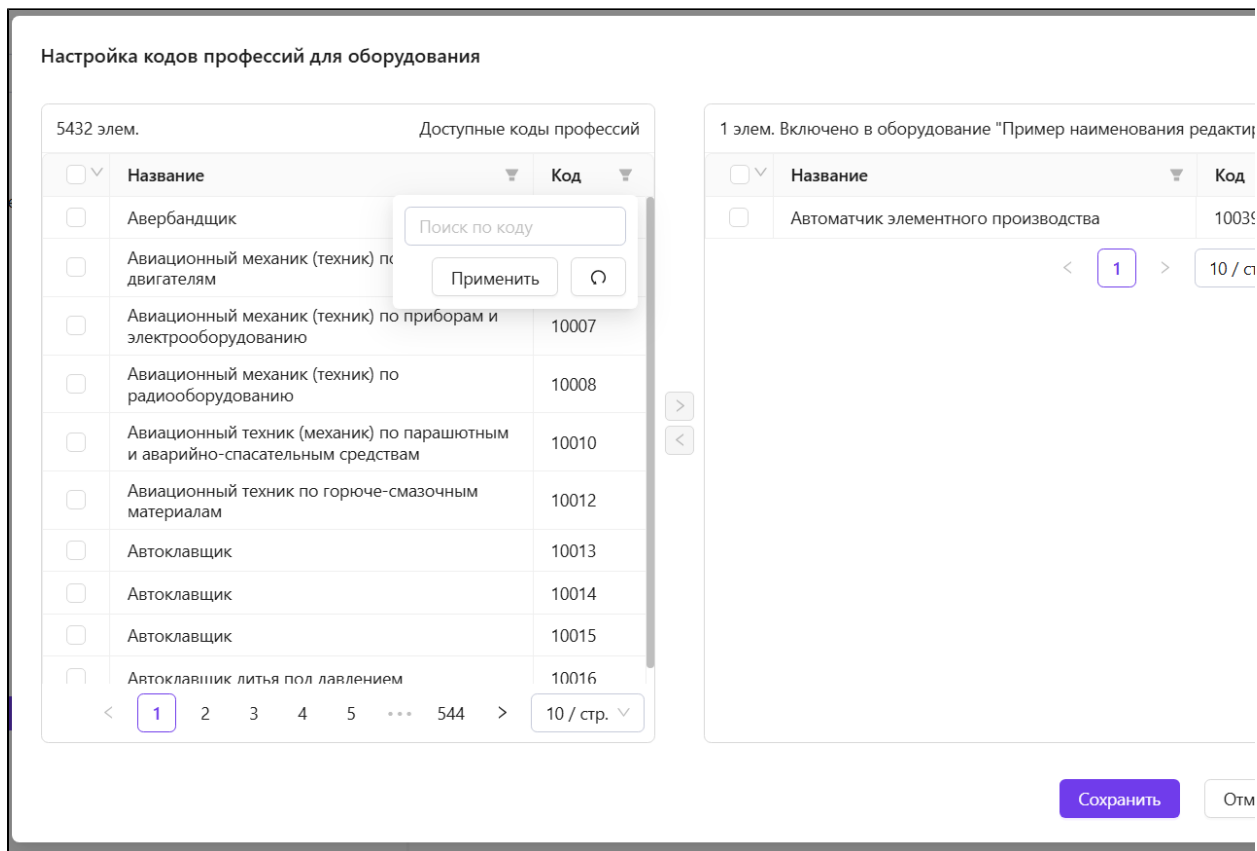 Настройка кодов профессий для оборудования
5432 элем. Доступные коды профессий
Название Код
Авербандщик
Поиск по коду
Авиационный механик (техник)
двигателям
Применить
Авиационный механик (техник) по приборам и
электрооборудованию
10007
Авиационный механик (техник) по
радиооборудованию
10008
Авиационный техник (механик) по парашютным
и аварийно-спасательным средствам
10010
Авиационный техник по горюче-смазочным
материалам
10012
Автоклавщик 10013
Автоклавщик 10014
Автоклавщик 10015
Автоклавщик литья под давлением 10016
1 2 3 4 5 ••• 544 10 / стр.
1 элем. Включено в оборудование "Пример наименования
Название Код
Автоматчик элементного производства 10039
1 10 /
Сохранить